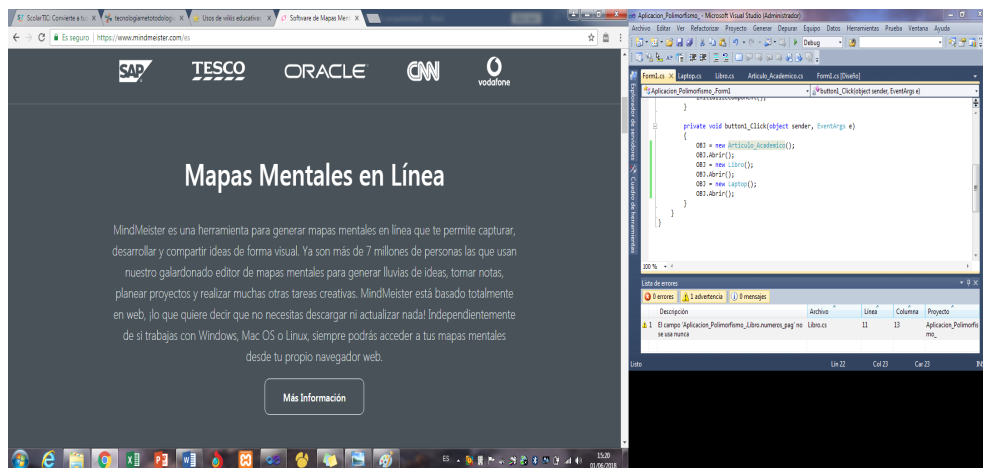 ScolarTIC: Convierte a tu
tecnologiametotodolog
Usos de wikis educativas
Software de Mapas Men
Es seguro | https://www.mindmeister.com/es
SAP TESCO ORACLE CNN vodafone
Mapas Mentales en Línea
MindMeister es una herramienta para generar mapas mentales en línea que te permite capturar,
desarrollar y compartir ideas de forma visual. Ya son más de 7 millones de personas las que usan
nuestro galardonado editor de mapas mentales para generar lluvias de ideas, tomar notas,
planear proyectos y realizar muchas otras tareas creativas. MindMeister está basado totalmente
en web, ¡lo que quiere decir que no necesitas descargar ni actualizar nada! Independientemente
de si trabajas con Windows, Mac OS o Linux, siempre podrás acceder a tus mapas mentales
desde tu propio navegador web.
Más Información
ES
15:20
01/06/2018
Aplicacion_Polimorfismo_ - Microsoft Visual Studio (Administrador)
Archivo Editar Ver Refactorizar Proyecto Generar Depurar Equipo Datos Herramientas Prueba Ventana Ayuda
Debug
Form1.cs X Laptop.cs Libro.cs Articulo_Academico.cs Form1.cs [Diseño]
Aplicacion_Polimorfismo_.Form1
button1_Click(object sender, EventArgs e)
Explorador de servidores
Cuadro de herramientas
}
private void button1_Click(object sender, EventArgs e)
{
OBJ = new Articulo_Academico();
OBJ.Abrir();
OBJ = new Libro();
OBJ.Abrir();
OBJ = new Laptop();
OBJ.Abrir();
}
}
}
100 %
Lista de errores
0 errores 1 advertencia 0 mensajes
Descripción Archivo Línea Columna Proyecto
1 El campo 'Aplicacion_Polimorfismo_.Libro.numeros_pag' no Libro.cs 11 13 Aplicacion_Polimorfis
se usa nunca mo_
Listo Lín 22 Col 23 Car 23 IN